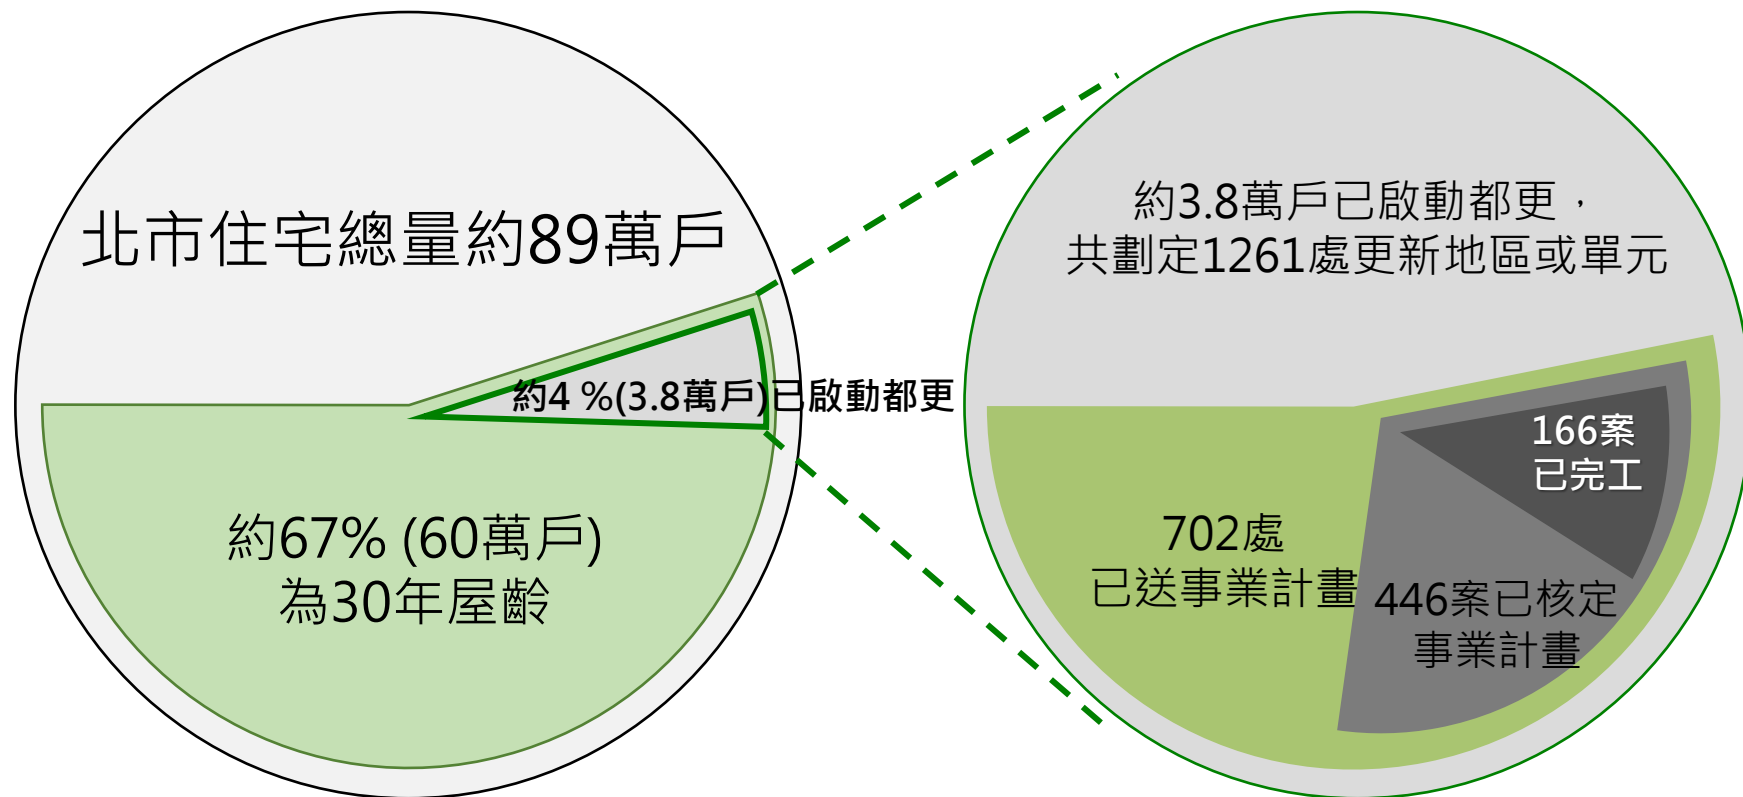 北市住宅總量約89萬戶
約4 %(3.8萬戶)已啟動都更
約67% (60萬戶)
為30年屋齡
約3.8萬戶已啟動都更，
共劃定1261處更新地區或單元
166案
已完工
702處
已送事業計畫
446案已核定
事業計畫